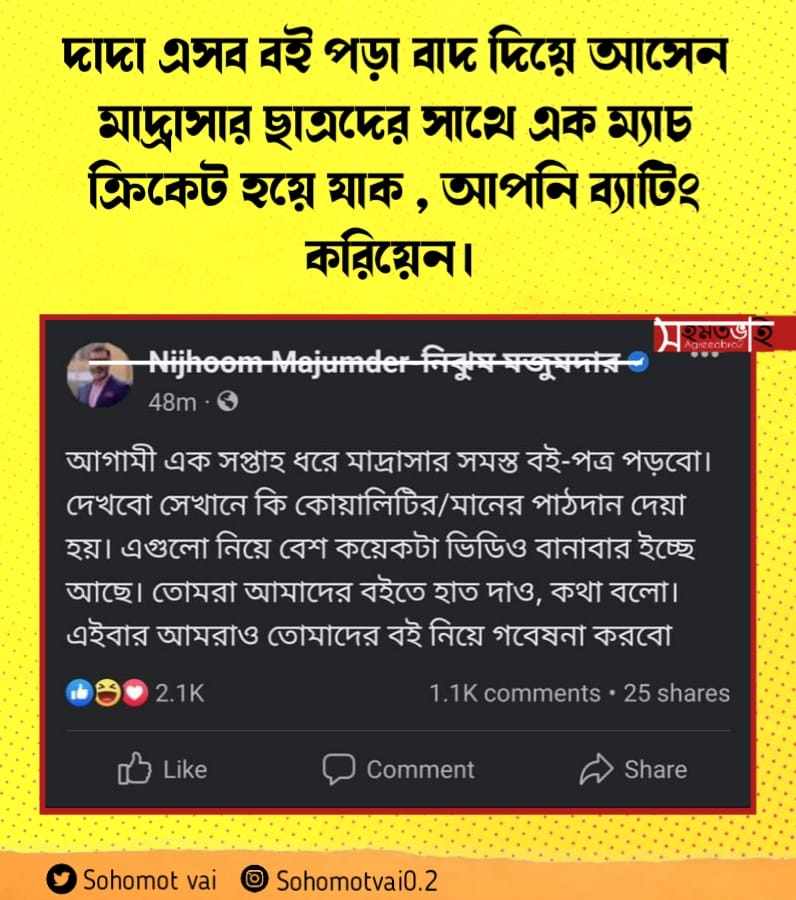 দাদা এসব বই পড়া বাদ দিয়ে আসেন
মাদ্রাসার ছাত্রদের সাথে এক ম্যাচ
ক্রিকেট হয়ে যাক , আপনি ব্যাটিং
করিয়েন।
সহমতভাই
Agreeabro
Nijhoom Majumder নিঝুম মজুমদার
48m ·
আগামী এক সপ্তাহ ধরে মাদ্রাসার সমস্ত বই-পত্র পড়বো।
দেখবো সেখানে কি কোয়ালিটির/মানের পাঠদান দেয়া
হয়। এগুলো নিয়ে বেশ কয়েকটা ভিডিও বানাবার ইচ্ছে
আছে। তোমরা আমাদের বইতে হাত দাও, কথা বলো।
এইবার আমরাও তোমাদের বই নিয়ে গবেষনা করবো
2.1K 1.1K comments • 25 shares
Like Comment Share
Sohomot vai Sohomotvai0.2